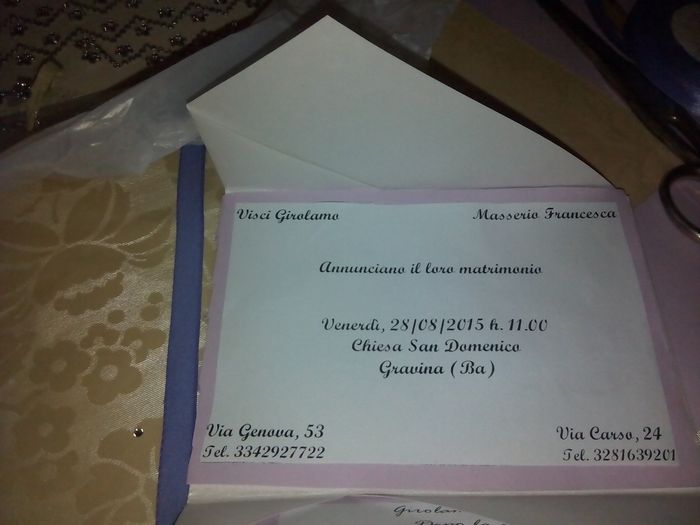 Visci Girolamo Masserio Francesca
Annunciano il loro matrimonio
Venerdì, 28/08/2015 h. 11.00
Chiesa San Domenico
Gravina (Ba)
Via Genova, 53 Via Carso, 24
Tel. 3342927722 Tel. 3281639201